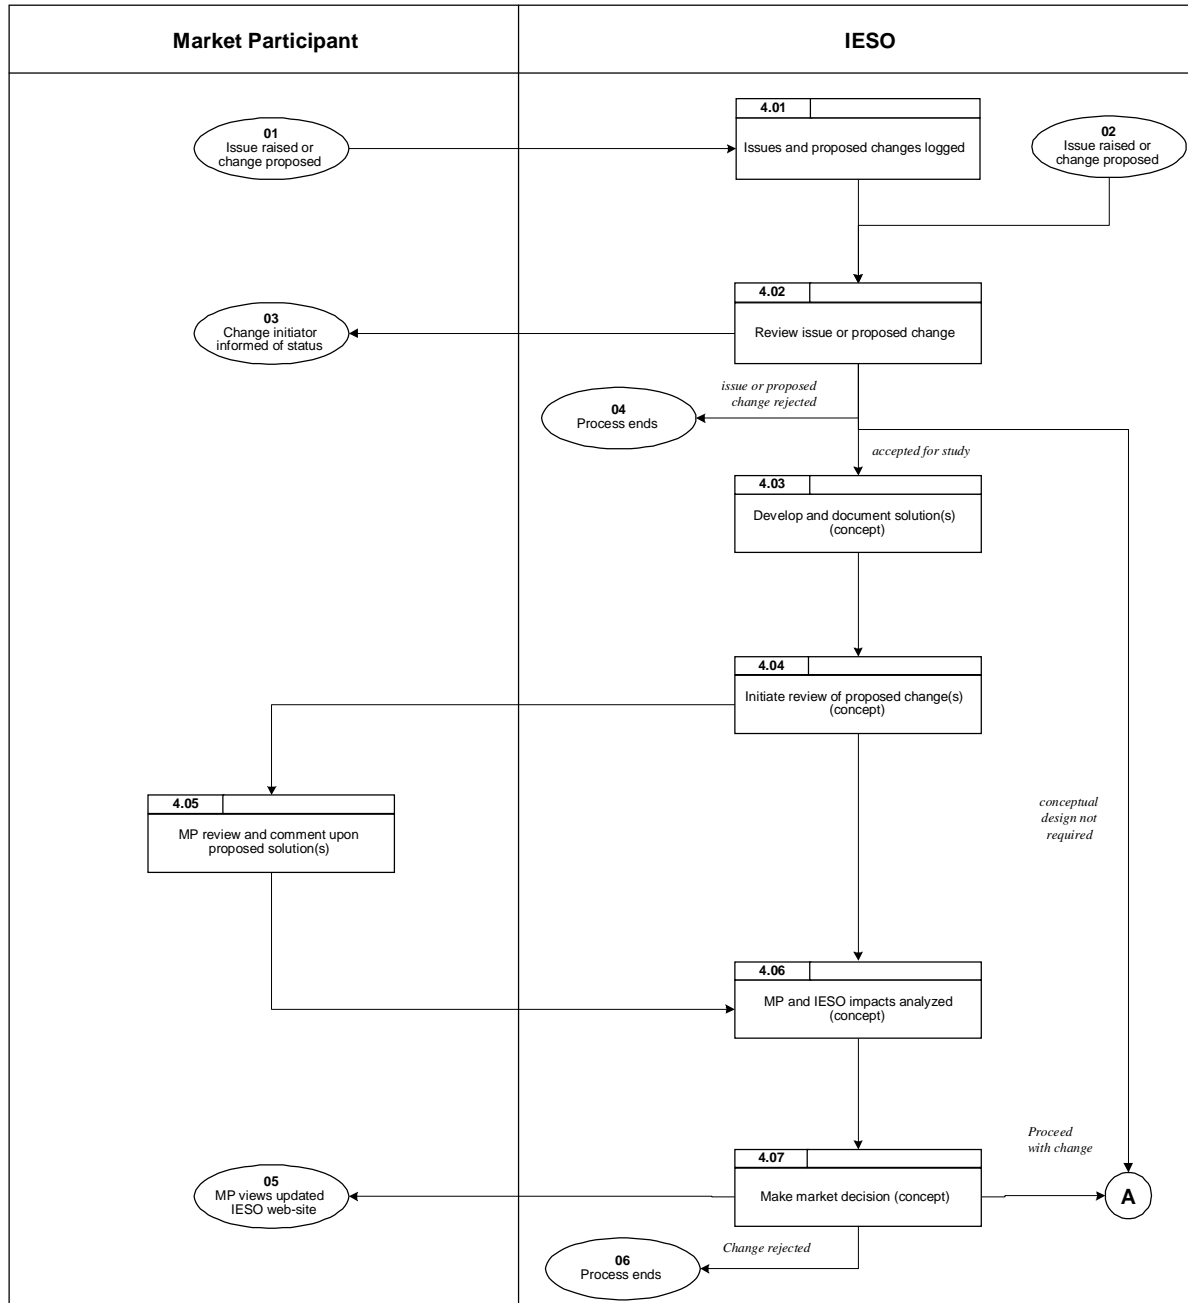 Market Participant
IESO
4.01
01
Issue raised or
change proposed
Issues and proposed changes logged
02
Issue raised or
change proposed
4.02
03
Change initiator
informed of status
Review issue or proposed change
issue or proposed
change rejected
04
Process ends
accepted for study
4.03
Develop and document solution(s)
(concept)
4.04
Initiate review of proposed change(s)
(concept)
4.05
MP review and comment upon
proposed solution(s)
conceptual
design not
required
4.06
MP and IESO impacts analyzed
(concept)
Proceed
with change
4.07
05
MP views updated
IESO web-site
Make market decision (concept)
A
Change rejected
06
Process ends